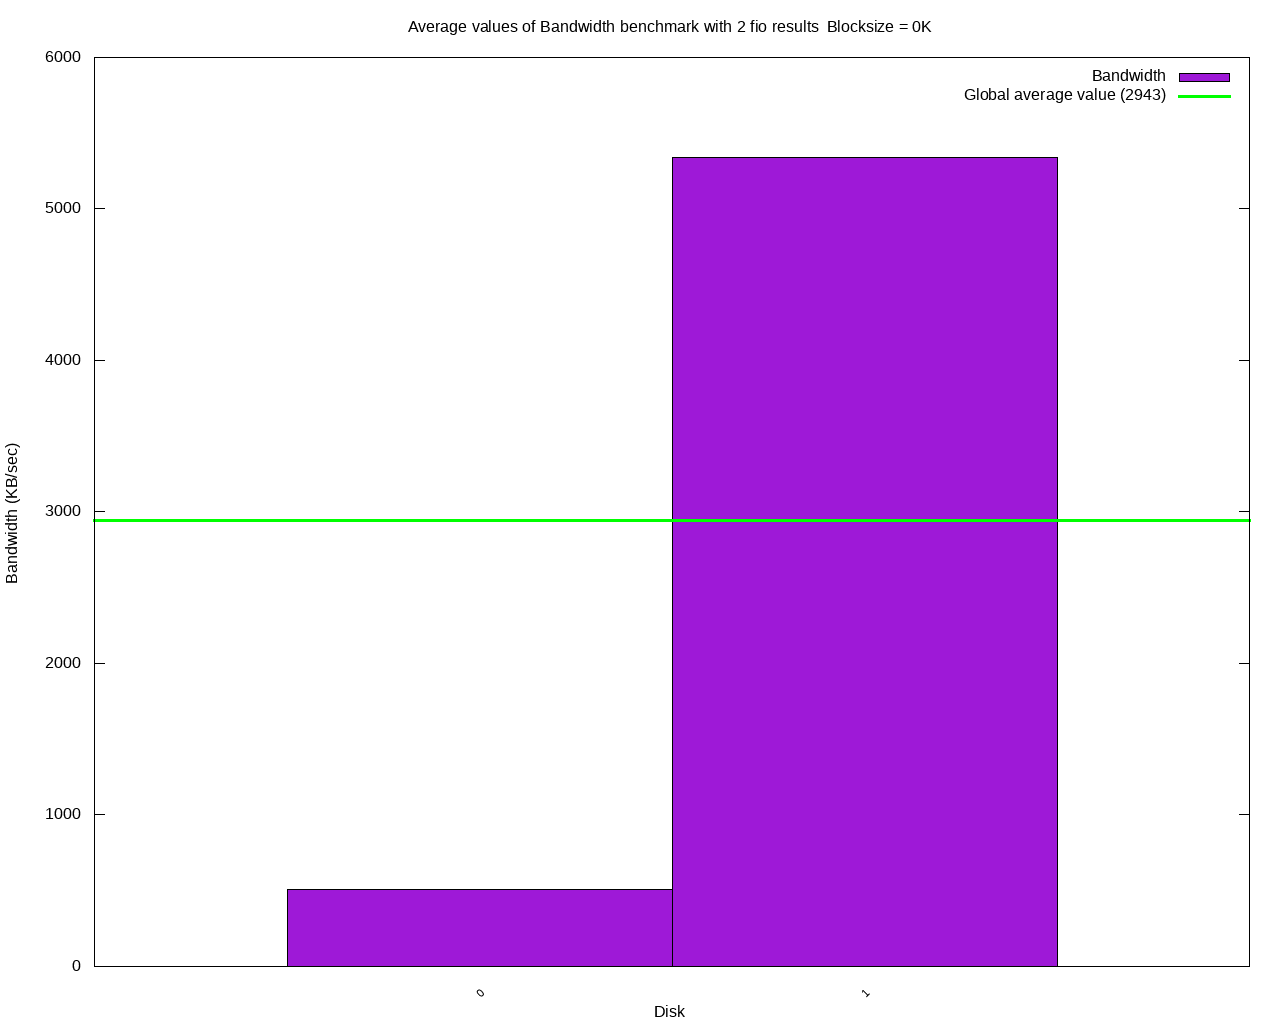 Average values of Bandwidth benchmark with 2 fio results  Blocksize = 0K
Bandwidth
Global average value (2943)
6000
5000
4000
3000
2000
1000
0
Bandwidth (KB/sec)
0
1
Disk